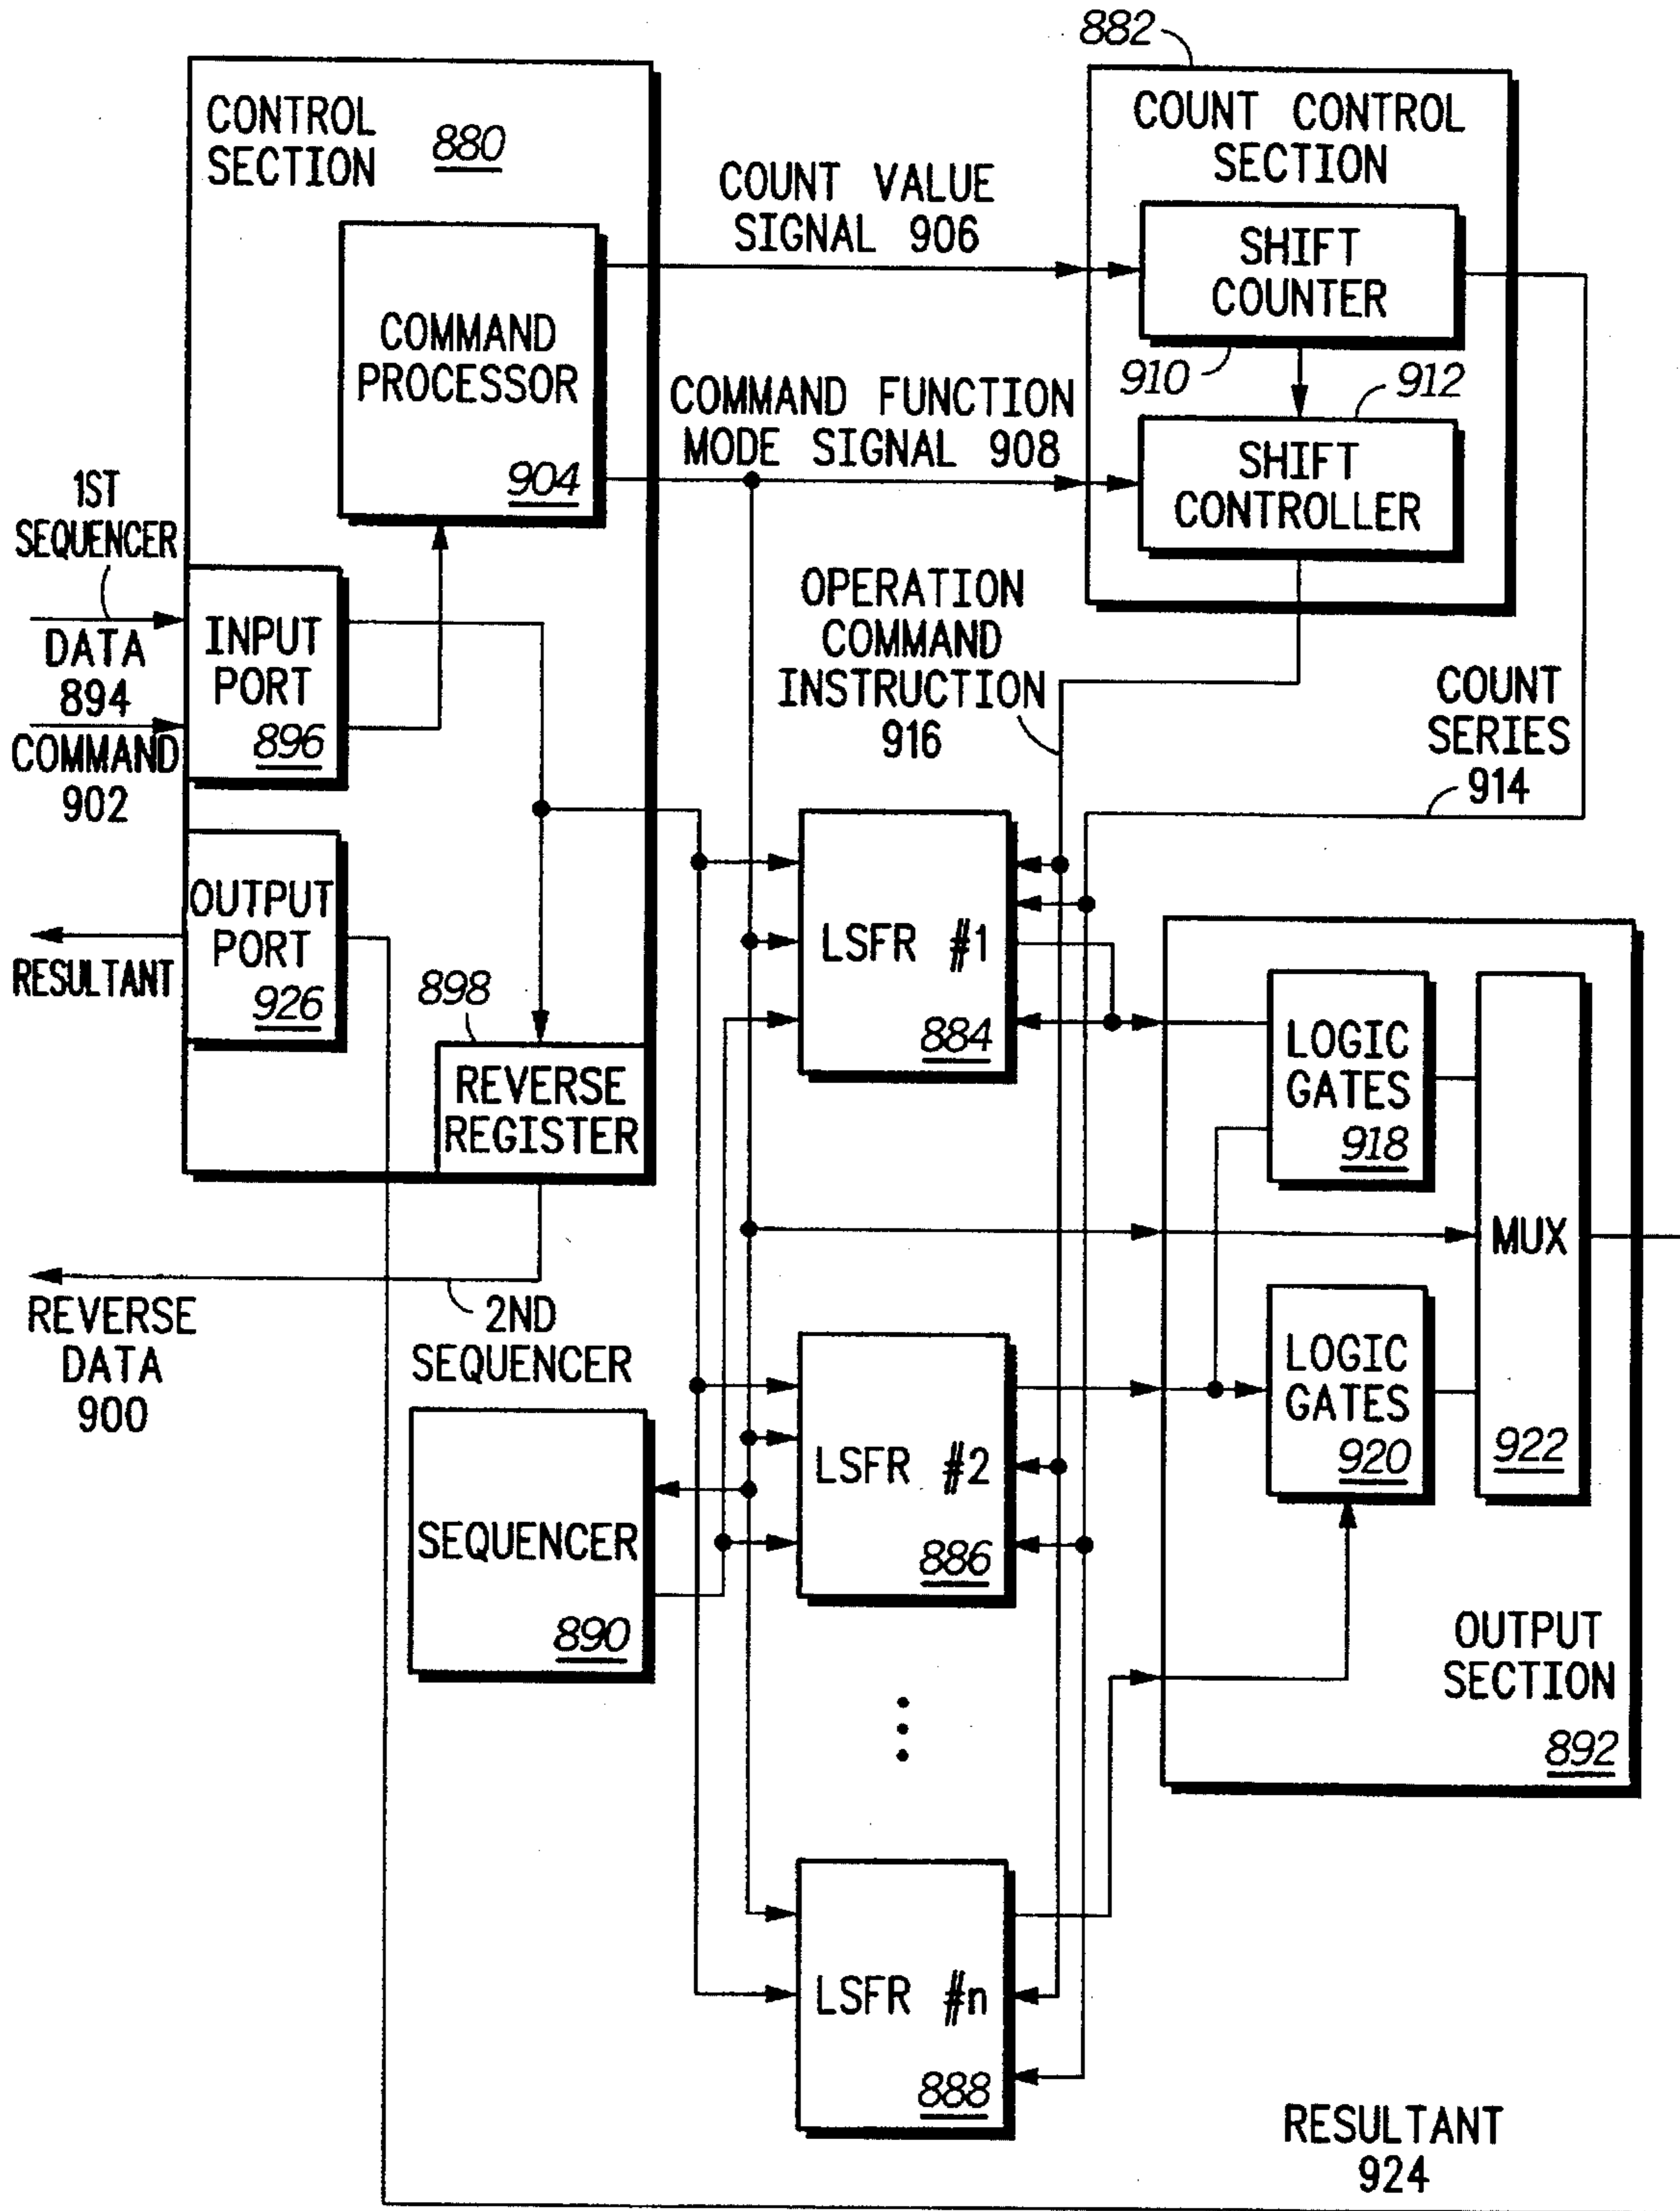 882
CONTROL
SECTION
880
COUNT CONTROL
SECTION
COUNT VALUE
SIGNAL 906
SHIFT
COUNTER
910
COMMAND
PROCESSOR
904
COMMAND FUNCTION
MODE SIGNAL 908
912
SHIFT
CONTROLLER
1ST
SEQUENCER
DATA
894
COMMAND
902
INPUT
PORT
896
OPERATION
COMMAND
INSTRUCTION
916
COUNT
SERIES
914
OUTPUT
PORT
926
RESULTANT
898
REVERSE
REGISTER
LSFR #1
884
LOGIC
GATES
918
MUX
922
REVERSE
DATA
900
2ND
SEQUENCER
LOGIC
GATES
920
SEQUENCER
890
LSFR #2
886
OUTPUT
SECTION
892
LSFR #n
888
RESULTANT
924